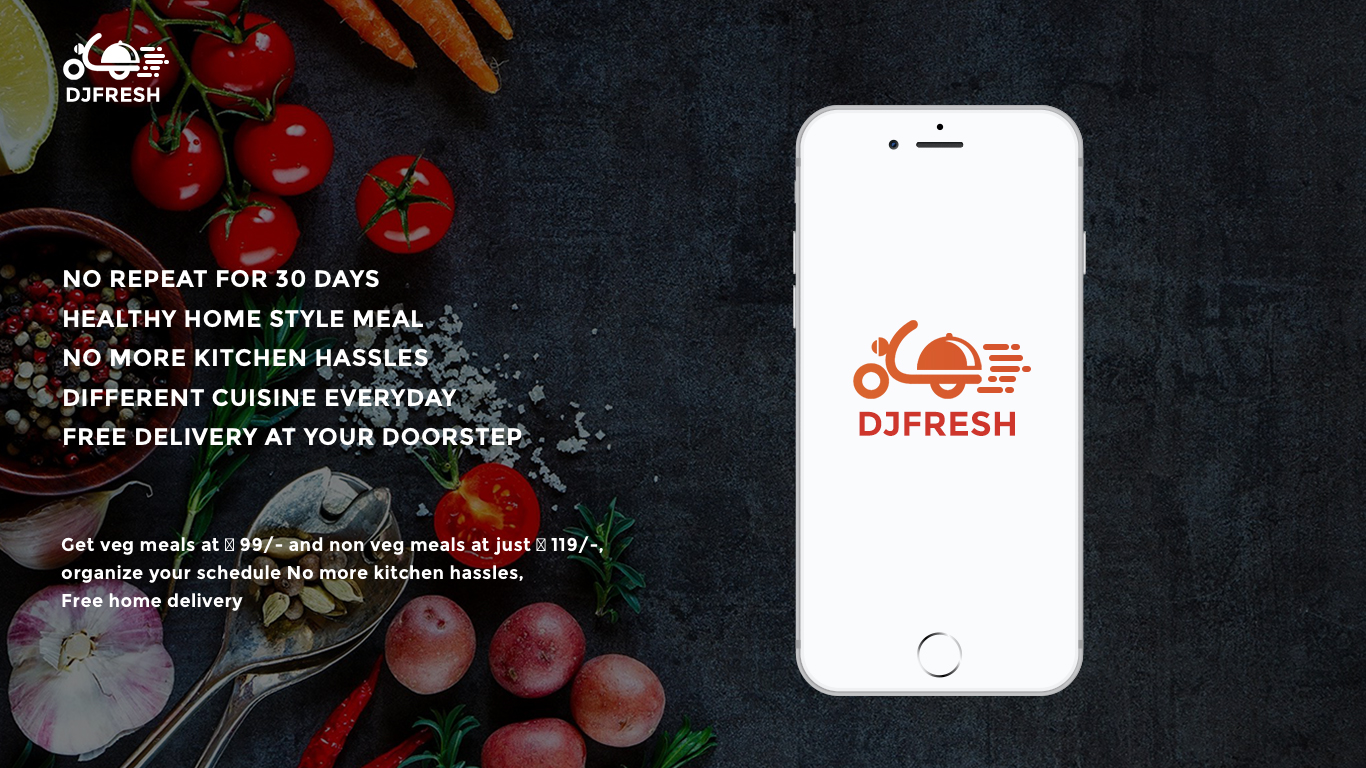 DJFRESH
NO REPEAT FOR 30 DAYS
HEALTHY HOME STYLE MEAL
NO MORE KITCHEN HASSLES
DIFFERENT CUISINE EVERYDAY
FREE DELIVERY AT YOUR DOORSTEP
Get veg meals at 99/- and non veg meals at just 119/-,
organize your schedule No more kitchen hassles,
Free home delivery
DJFRESH